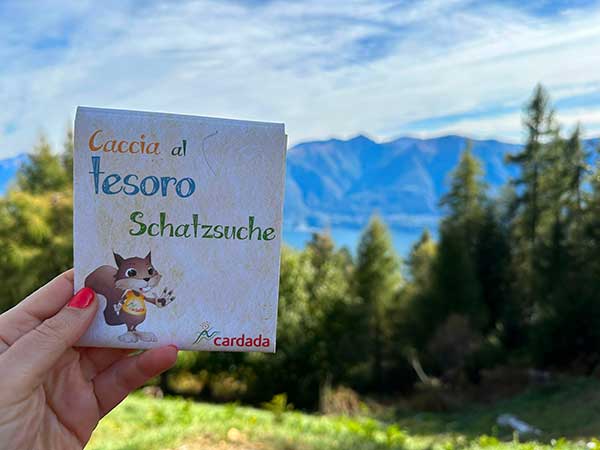 Caccia al
tesoro
Schatzsuche
cardada